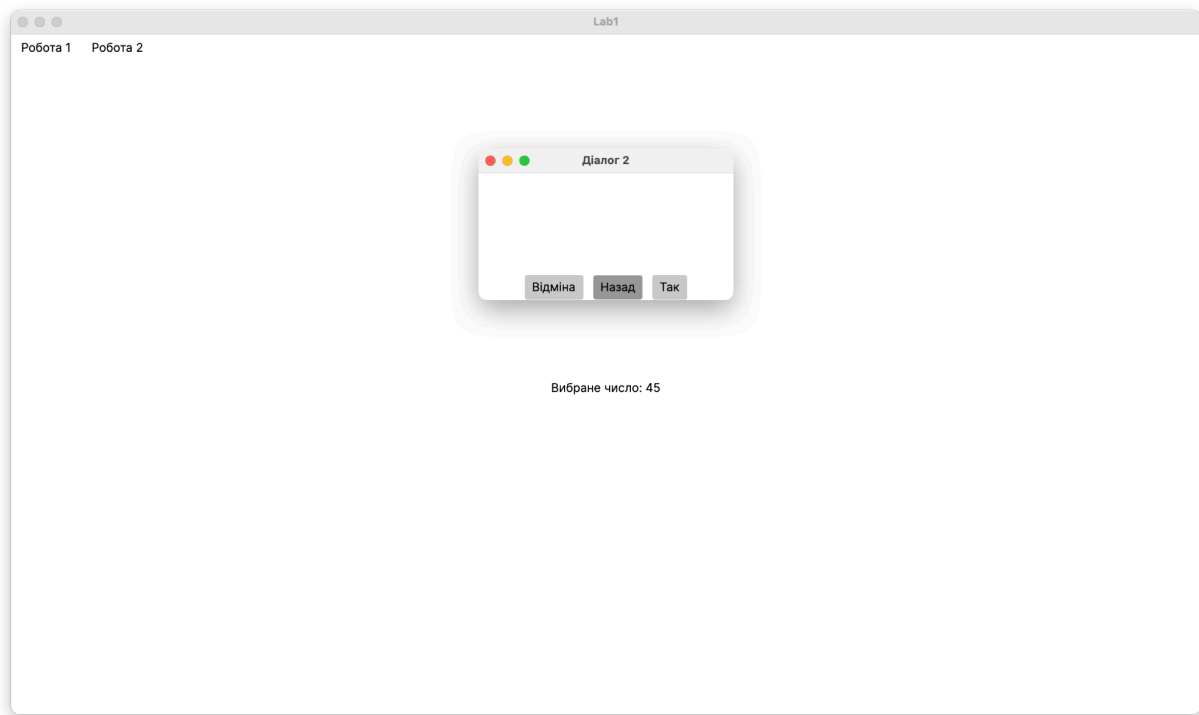 Lab1
Робота 1 Робота 2
Діалог 2
Відміна Назад Так
Вибране число: 45